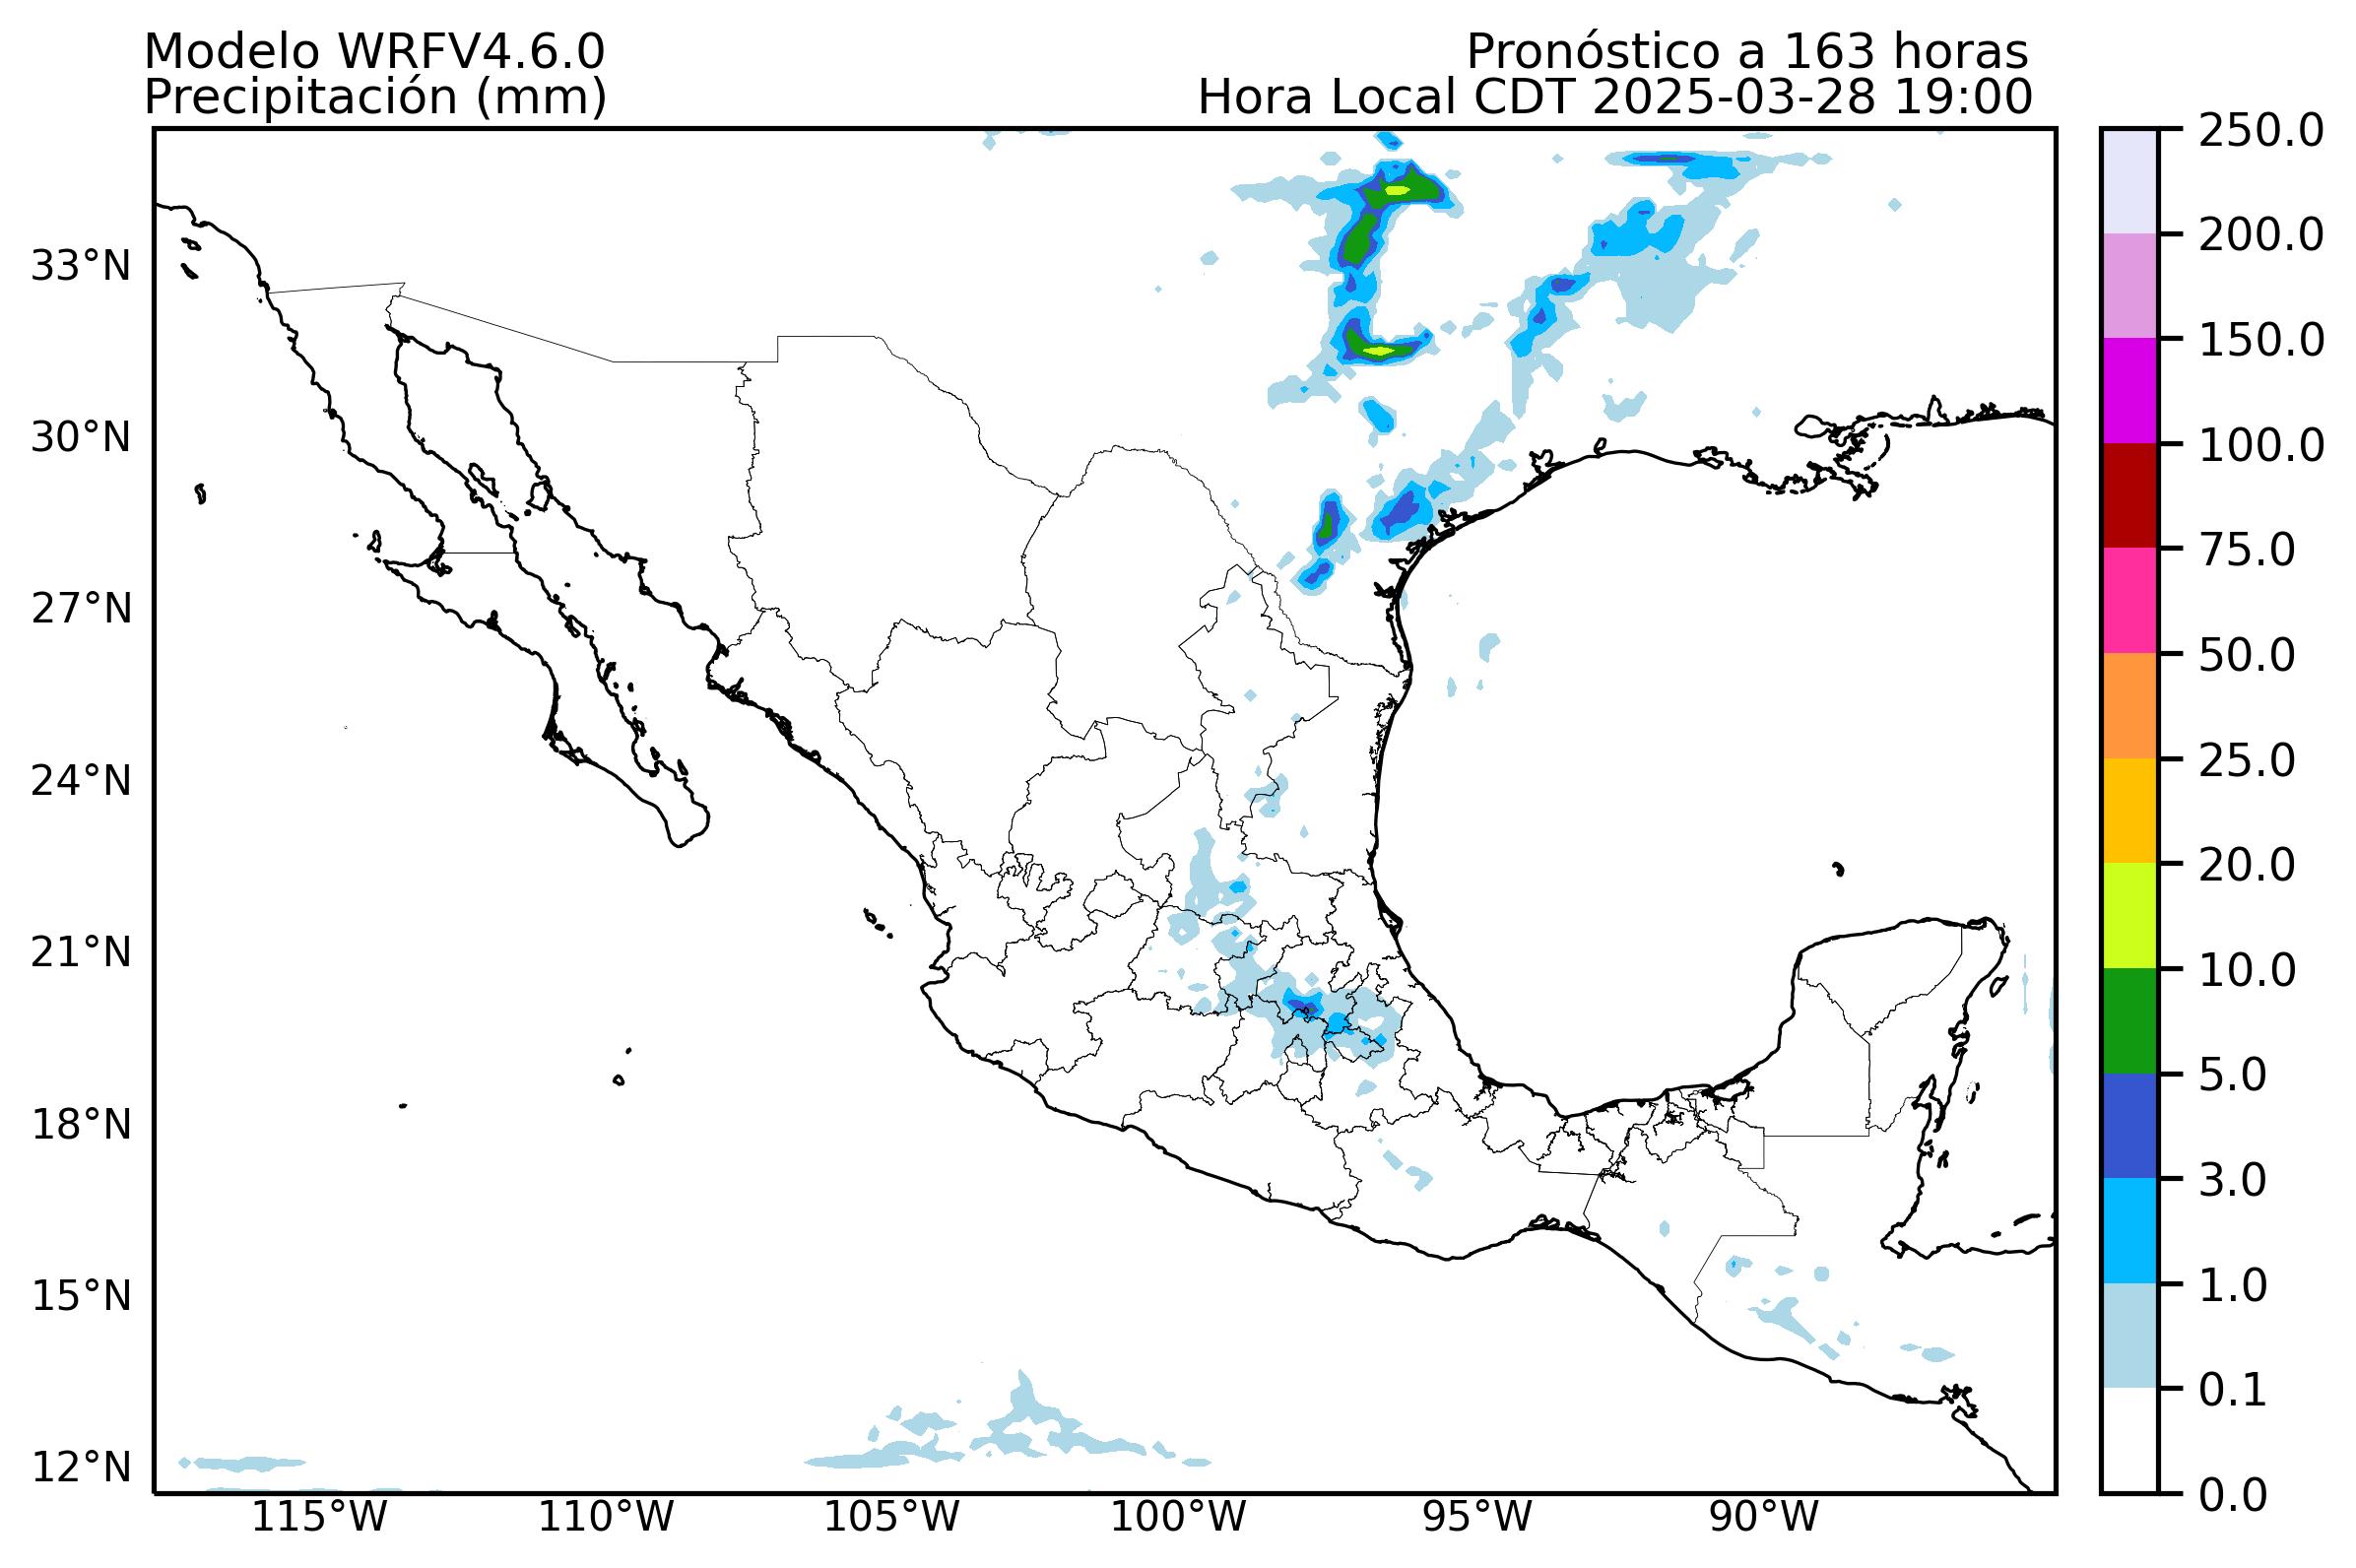 Modelo WRFV4.6.0
Precipitación (mm)
Pronóstico a 163 horas
Hora Local CDT 2025-03-28 19:00
33°N
30°N
27°N
24°N
21°N
18°N
15°N
12°N
115°W
110°W
105°W
100°W
95°W
90°W
250.0
200.0
150.0
100.0
75.0
50.0
25.0
20.0
10.0
5.0
3.0
1.0
0.1
0.0